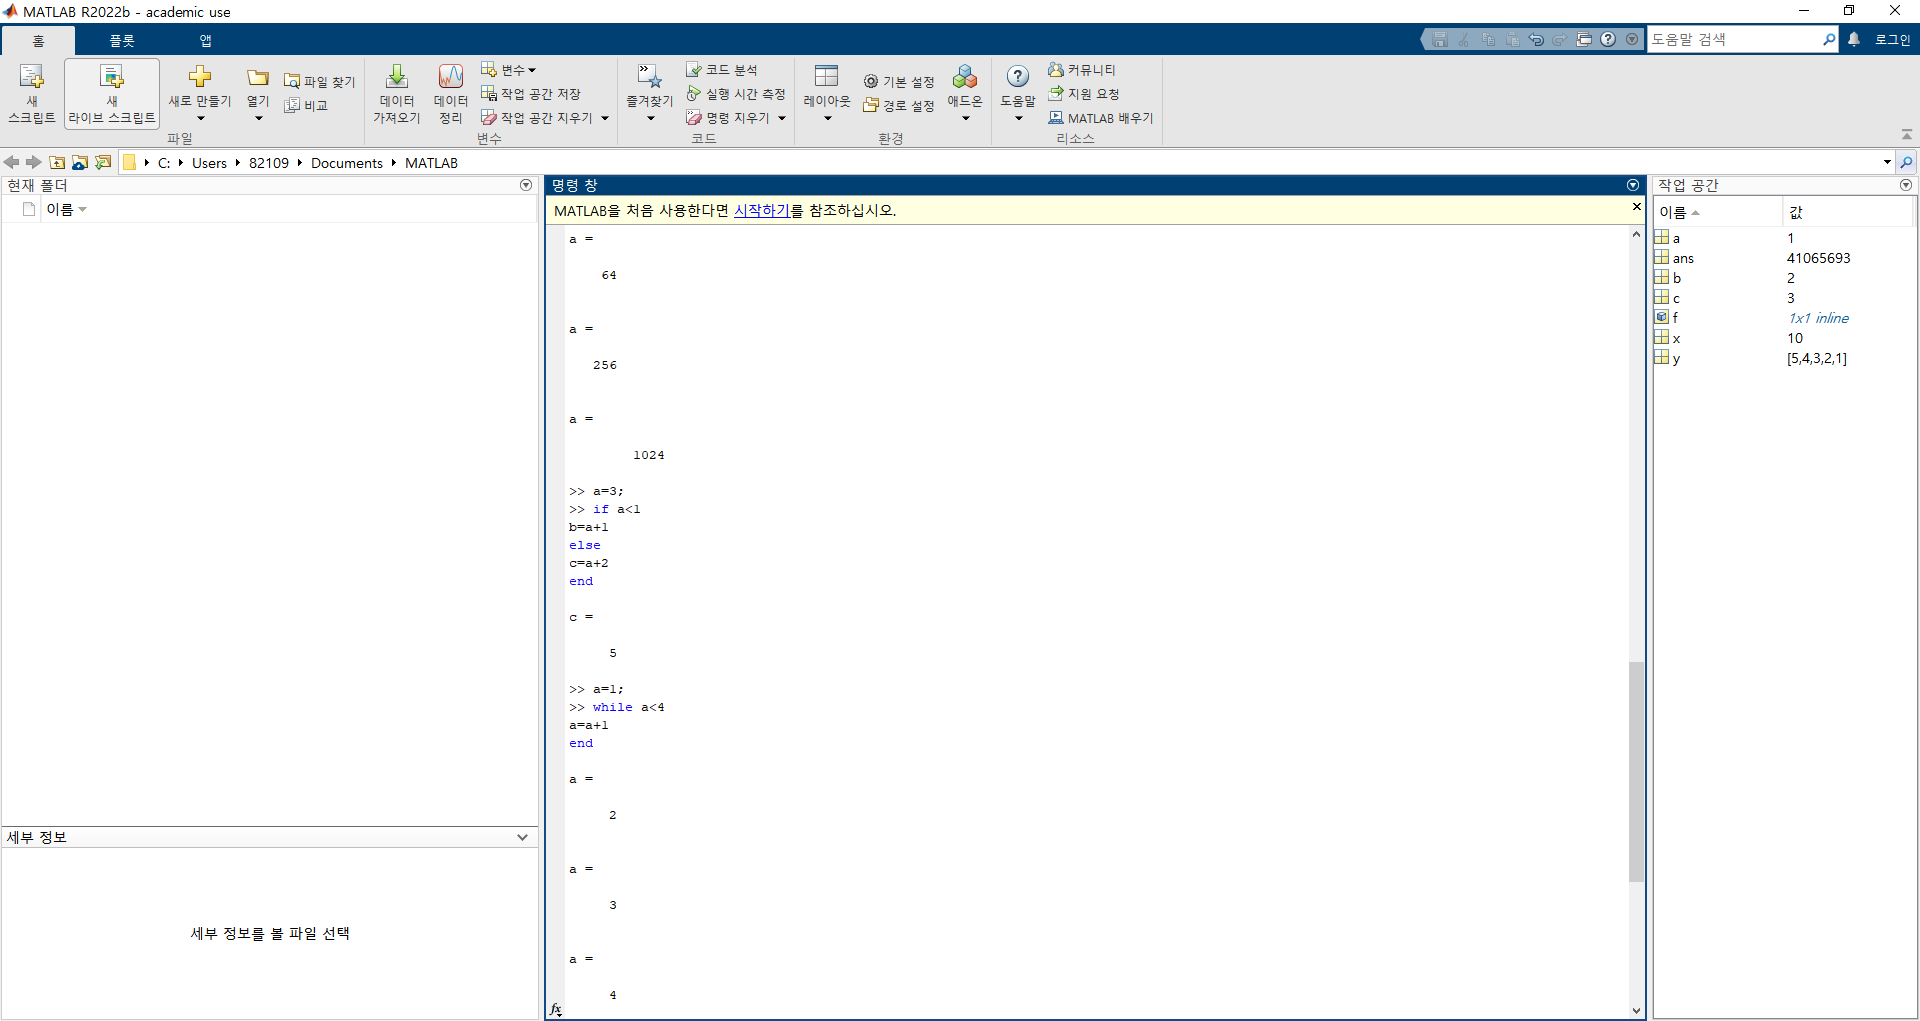 MATLAB R2022b - academic use
홈
플롯
앱
도움말 검색
로그인
새
스크립트
새
라이브 스크립트
새로 만들기
열기
파일 찾기
비교
파일
데이터
가져오기
데이터
정리
변수
작업 공간 저장
작업 공간 지우기
변수
즐겨찾기
코드 분석
실행 시간 측정
명령 지우기
코드
레이아웃
기본 설정
경로 설정
애드온
환경
도움말
커뮤니티
지원 요청
MATLAB 배우기
리소스
C: Users 82109 Documents MATLAB
현재 폴더
이름
세부 정보
세부 정보를 볼 파일 선택
명령 창
MATLAB을 처음 사용한다면 시작하기를 참조하십시오.
a =
64
a =
256
a =
1024
>> a=3;
>> if a<1
b=a+1
else
c=a+2
end
c =
5
>> a=1;
>> while a<4
a=a+1
end
a =
2
a =
3
a =
4
fx
작업 공간
이름 값
a 1
ans 41065693
b 2
c 3
f 1x1 inline
x 10
y [5,4,3,2,1]